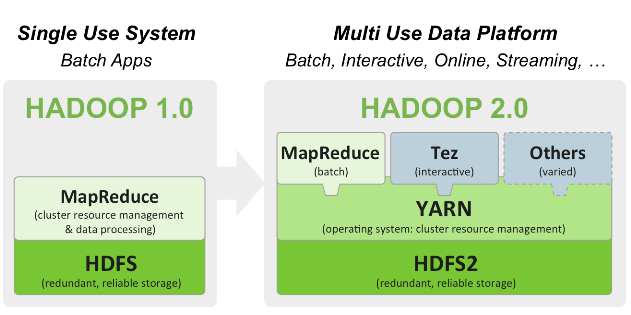 Single Use System
Batch Apps
HADOOP 1.0
MapReduce
(cluster resource management
& data processing)
HDFS
(redundant, reliable storage)
Multi Use Data Platform
Batch, Interactive, Online, Streaming, …
HADOOP 2.0
MapReduce
(batch)
Tez
(interactive)
Others
(varied)
YARN
(operating system: cluster resource management)
HDFS2
(redundant, reliable storage)